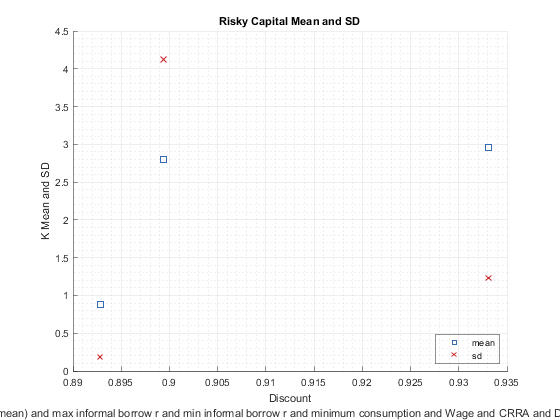 Risky Capital Mean and SD
4.5
4
3.5
3
2.5
2
1.5
1
0.5
0
K Mean and SD
mean
sd
0.89 0.895 0.9 0.905 0.91 0.915 0.92 0.925 0.93 0.935
Discount
mean) and max informal borrow r and min informal borrow r and minimum consumption and Wage and CRRA and